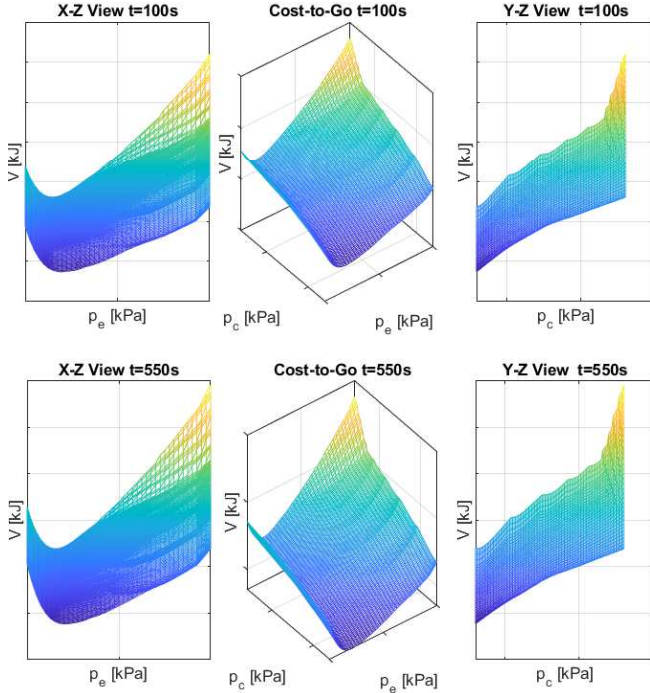 X-Z View t=100s
Cost-to-Go t=100s
Y-Z View t=100s
V [kJ]
V [kJ]
V [kJ]
p_e [kPa]
p_c [kPa]
p_e [kPa]
p_c [kPa]
X-Z View t=550s
Cost-to-Go t=550s
Y-Z View t=550s
V [kJ]
V [kJ]
V [kJ]
p_e [kPa]
p_c [kPa]
p_e [kPa]
p_c [kPa]